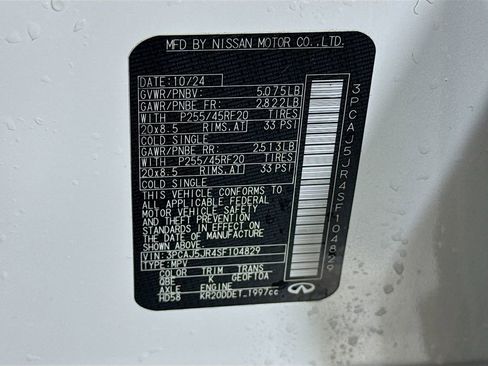 MFD BY NISSAN MOTOR CO.,LTD.
DATE: 10/24
GVWR/PNBV: 5,075LB
GAWR/PNBE FR: 2,822LB
WITH P255/45RF20 TIRES
20x8.5 RIMS,AT 33 PSI
COLD SINGLE
GAWR/PNBE RR: 2,513LB
WITH P255/45RF20 TIRES
20x8.5 RIMS,AT 33 PSI
COLD SINGLE
THIS VEHICLE CONFORMS TO
ALL APPLICABLE FEDERAL
MOTOR VEHICLE SAFETY
AND THEFT PREVENTION
STANDARDS IN EFFECT ON THE
DATE OF MANUFACTURE
SHOWN ABOVE.
VIN: 3PCAJ5JR4SF104829
TYPE: MPV
COLOR TRIM TRANS
QBE K GE0F10A
AXLE ENGINE
HD58 KR20DDET 1997cc
INFINITI
3PCAJ5JR4SF104829